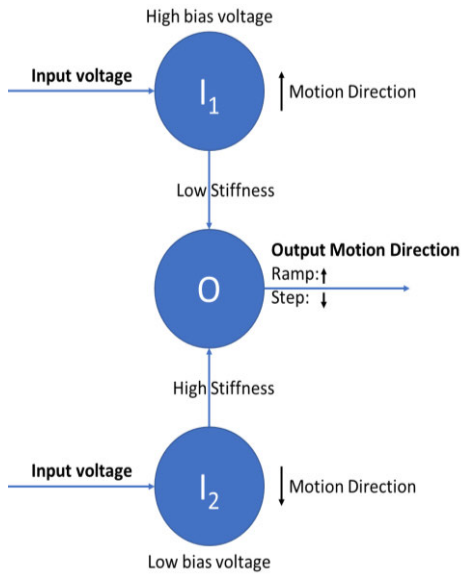 High bias voltage
Input voltage
I1
Motion Direction
Low Stiffness
Output Motion Direction
Ramp:↑
O
Step: ↓
High Stiffness
Input voltage
I2
Motion Direction
Low bias voltage